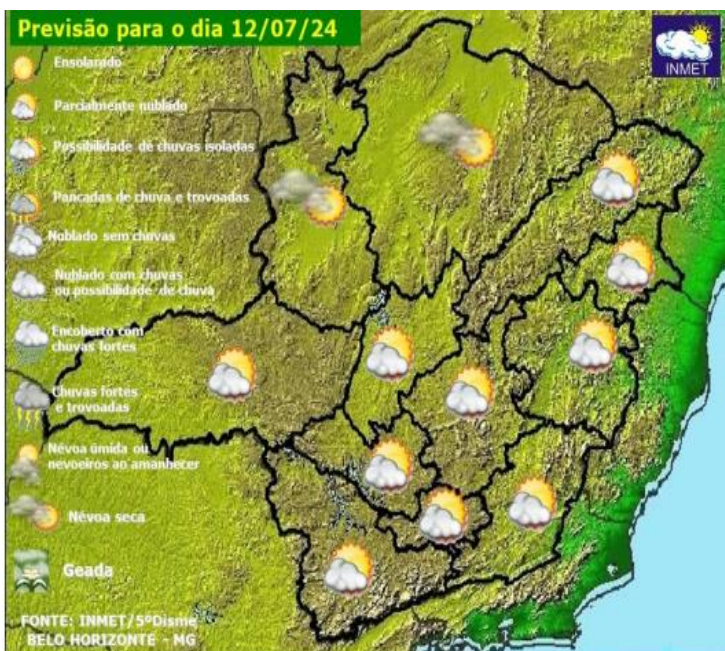 Previsão para o dia 12/07/24
INMET
Ensolarado
Parcialmente nublado
Possibilidade de chuvas isoladas
Pancadas de chuva e trovoadas
Nublado sem chuvas
Nublado com chuvas
ou possibilidade de chuva
Encoberto com
chuvas fortes
Chuvas fortes
e trovoadas
Névoa úmida ou
nevoeiros ao amanhecer
Névoa seca
Geada
FONTE: INMET/5ºDisme
BELO HORIZONTE - MG